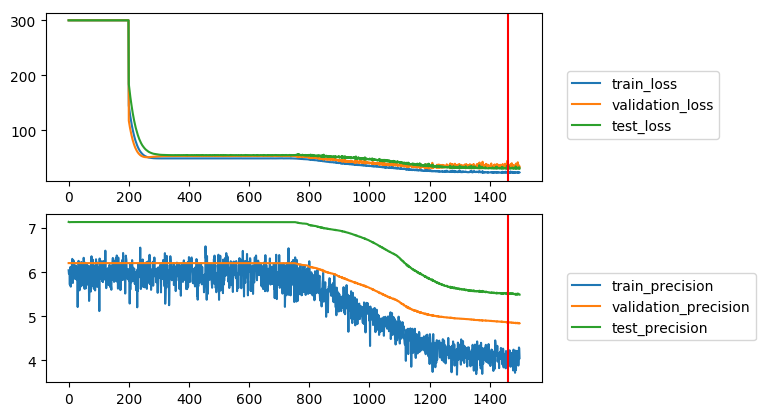 300
200
100
0 200 400 600 800 1000 1200 1400
train_loss
validation_loss
test_loss
7
6
5
4
0 200 400 600 800 1000 1200 1400
train_precision
validation_precision
test_precision